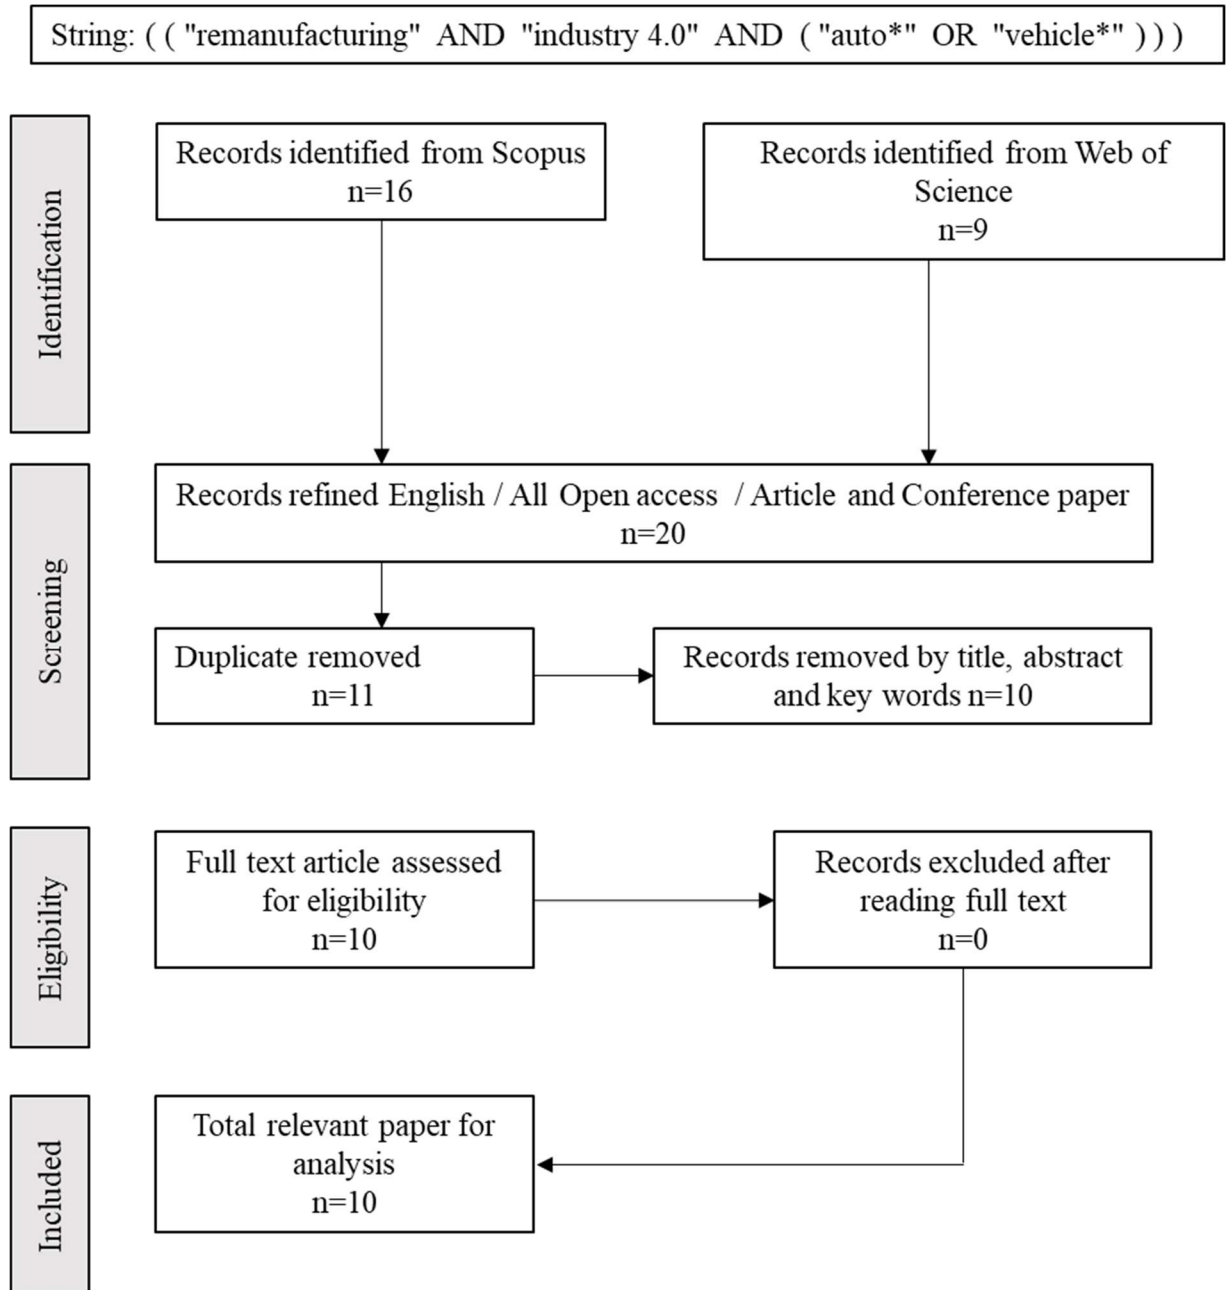 String: ( ( "remanufacturing" AND "industry 4.0" AND ( "auto*" OR "vehicle*" ) ) )
Identification
Records identified from Scopus
n=16
Records identified from Web of
Science
n=9
Screening
Records refined English / All Open access / Article and Conference paper
n=20
Duplicate removed
n=11
Records removed by title, abstract
and key words n=10
Eligibility
Full text article assessed
for eligibility
n=10
Records excluded after
reading full text
n=0
Included
Total relevant paper for
analysis
n=10